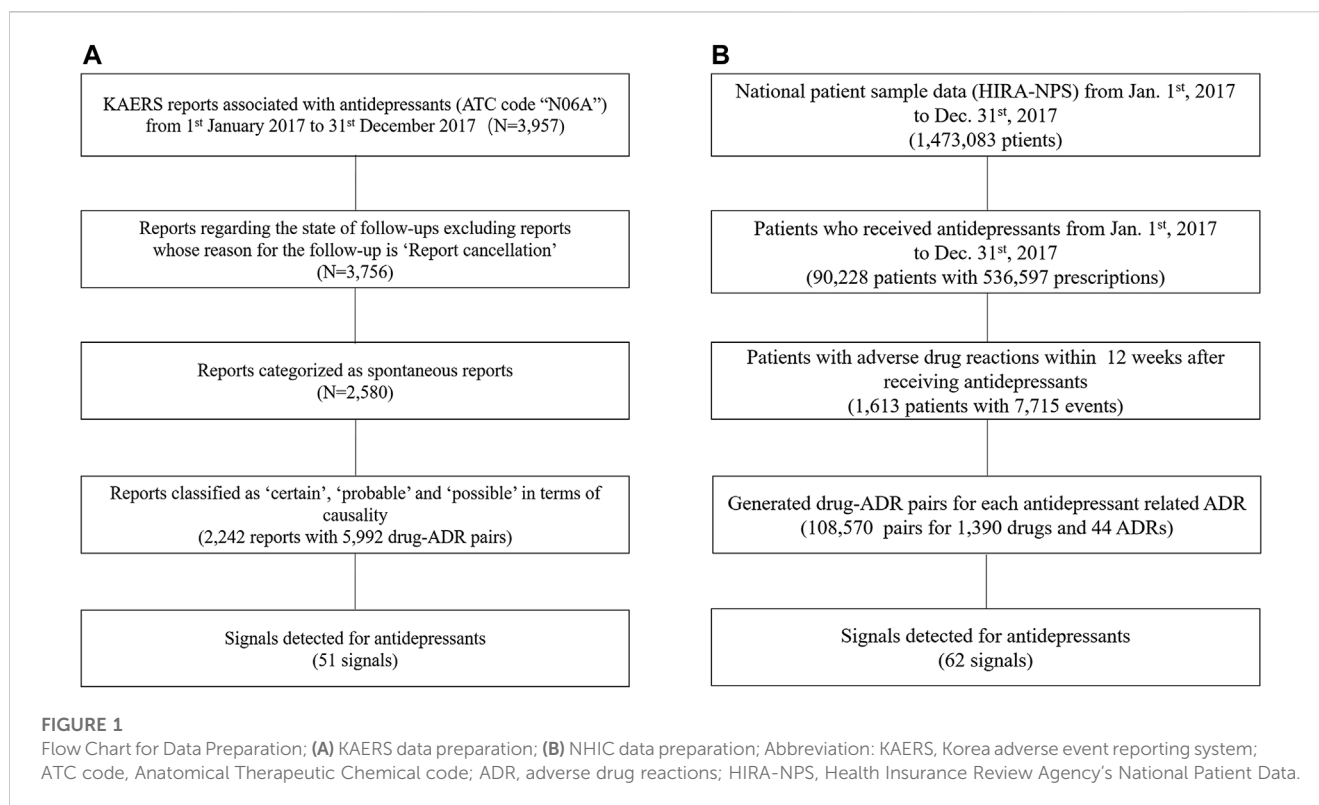 A
KAERS reports associated with antidepressants (ATC code “N06A”)
from 1st January 2017 to 31st December 2017 (N=3,957)
Reports regarding the state of follow-ups excluding reports
whose reason for the follow-up is ‘Report cancellation’
(N=3,756)
Reports categorized as spontaneous reports
(N=2,580)
Reports classified as ‘certain’, ‘probable’ and ‘possible’ in terms of
causality
(2,242 reports with 5,992 drug-ADR pairs)
Signals detected for antidepressants
(51 signals)
B
National patient sample data (HIRA-NPS) from Jan. 1st, 2017
to Dec. 31st, 2017
(1,473,083 ptients)
Patients who received antidepressants from Jan. 1st, 2017
to Dec. 31st, 2017
(90,228 patients with 536,597 prescriptions)
Patients with adverse drug reactions within 12 weeks after
receiving antidepressants
(1,613 patients with 7,715 events)
Generated drug-ADR pairs for each antidepressant related ADR
(108,570 pairs for 1,390 drugs and 44 ADRs)
Signals detected for antidepressants
(62 signals)
FIGURE 1
Flow Chart for Data Preparation; (A) KAERS data preparation; (B) NHIC data preparation; Abbreviation: KAERS, Korea adverse event reporting system;
ATC code, Anatomical Therapeutic Chemical code; ADR, adverse drug reactions; HIRA-NPS, Health Insurance Review Agency’s National Patient Data.